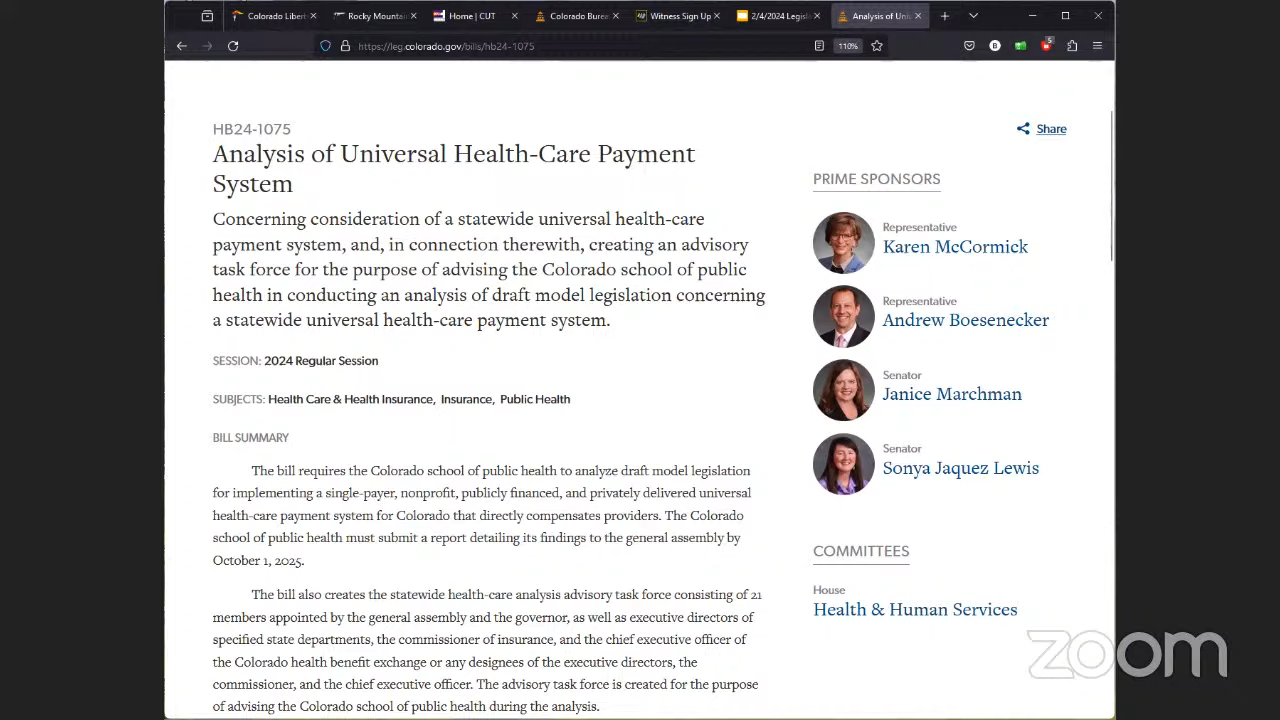 Colorado Libert
Rocky Mountain
Home | CUT
Colorado Burea
Witness Sign Up
2/4/2024 Legisla
Analysis of Uni
https://leg.colorado.gov/bills/hb24-1075
110%
5
HB24-1075
Share
Analysis of Universal Health-Care Payment
System
Concerning consideration of a statewide universal health-care
payment system, and, in connection therewith, creating an advisory
task force for the purpose of advising the Colorado school of public
health in conducting an analysis of draft model legislation concerning
a statewide universal health-care payment system.
SESSION: 2024 Regular Session
SUBJECTS: Health Care & Health Insurance, Insurance, Public Health
BILL SUMMARY
The bill requires the Colorado school of public health to analyze draft model legislation
for implementing a single-payer, nonprofit, publicly financed, and privately delivered universal
health-care payment system for Colorado that directly compensates providers. The Colorado
school of public health must submit a report detailing its findings to the general assembly by
October 1, 2025.
The bill also creates the statewide health-care analysis advisory task force consisting of 21
members appointed by the general assembly and the governor, as well as executive directors of
specified state departments, the commissioner of insurance, and the chief executive officer of
the Colorado health benefit exchange or any designees of the executive directors, the
commissioner, and the chief executive officer. The advisory task force is created for the purpose
of advising the Colorado school of public health during the analysis.
PRIME SPONSORS
Representative
Karen McCormick
Representative
Andrew Boesenecker
Senator
Janice Marchman
Senator
Sonya Jaquez Lewis
COMMITTEES
House
Health & Human Services
zoom